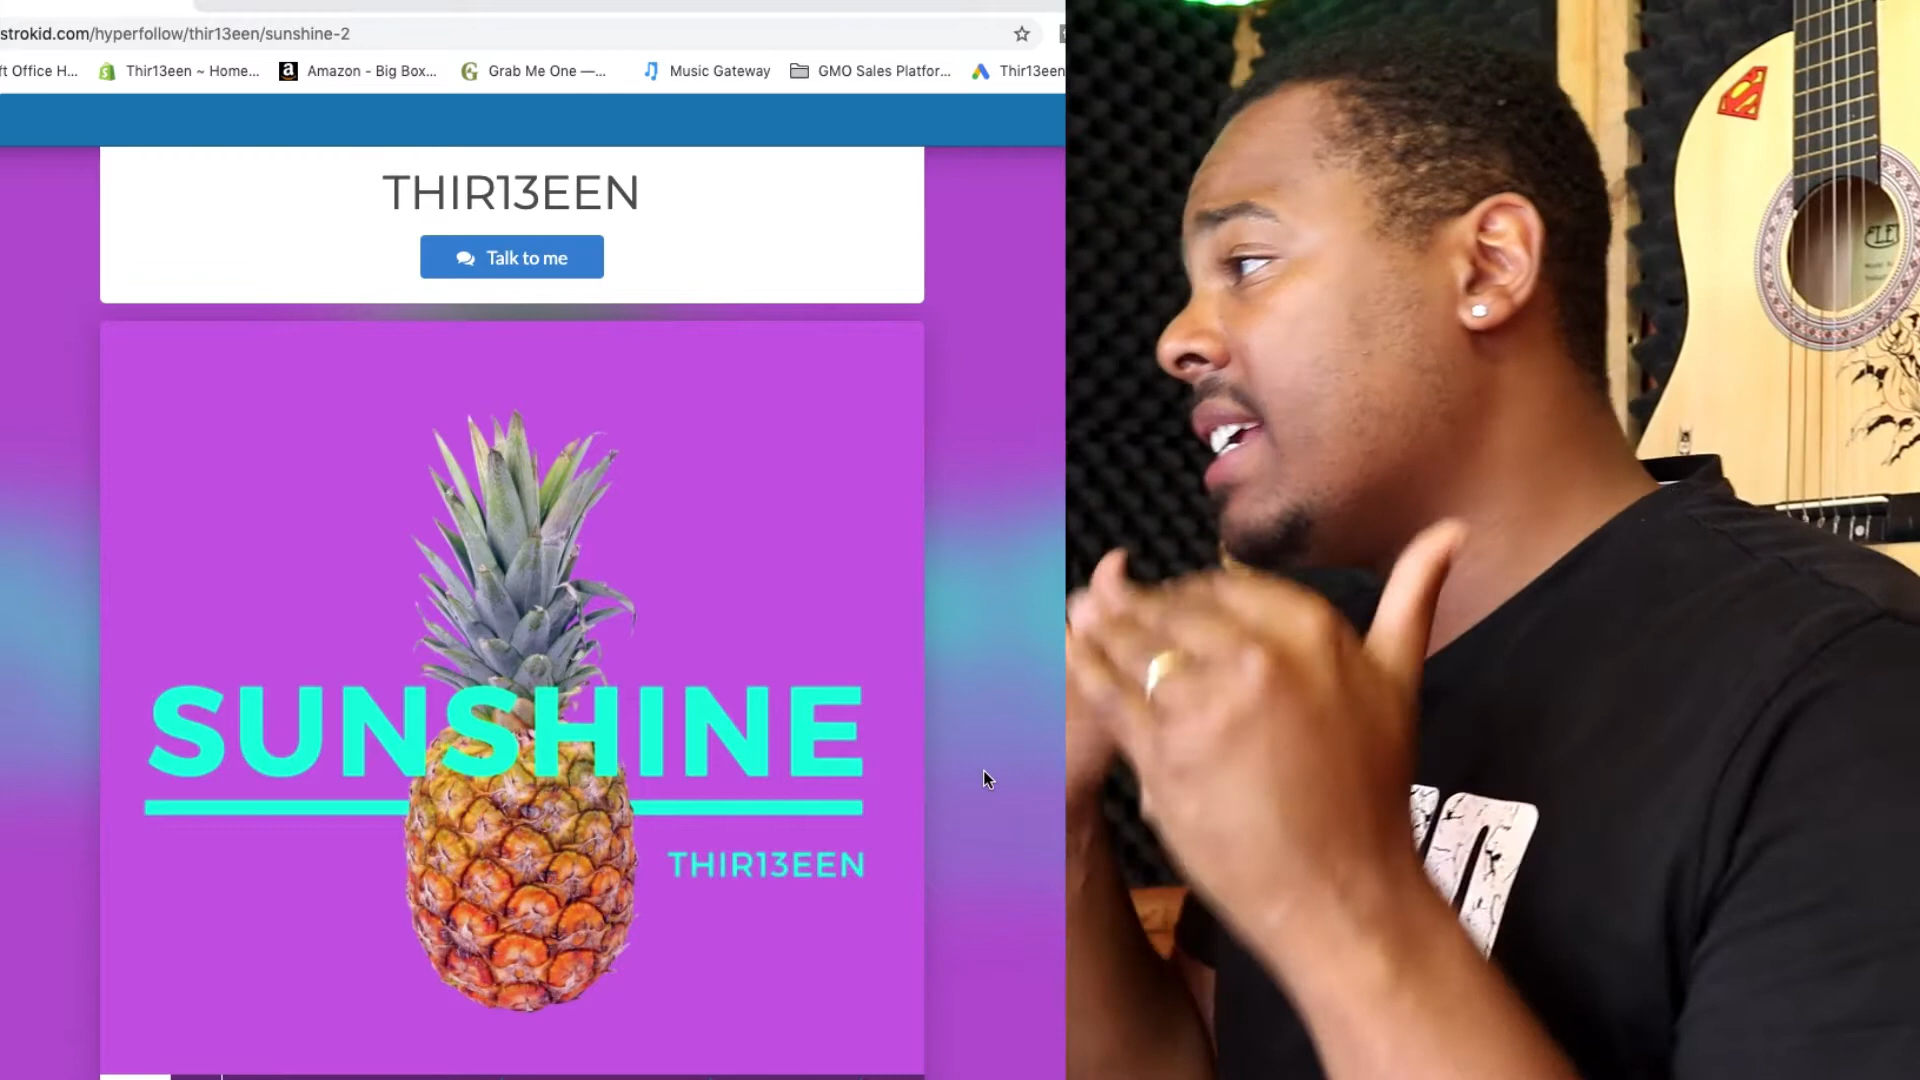 strokid.com/hyperfollow/thir13een/sunshine-2
ft Office H... Thir13een ~ Home... Amazon - Big Box... Grab Me One —... Music Gateway GMO Sales Platfor... Thir13een
THIR13EEN
Talk to me
SUNSHINE
THIR13EEN